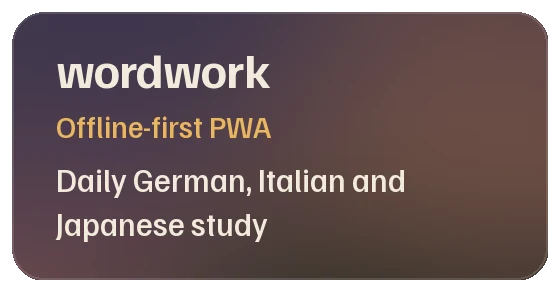 wordwork
Offline-first PWA
Daily German, Italian and
Japanese study